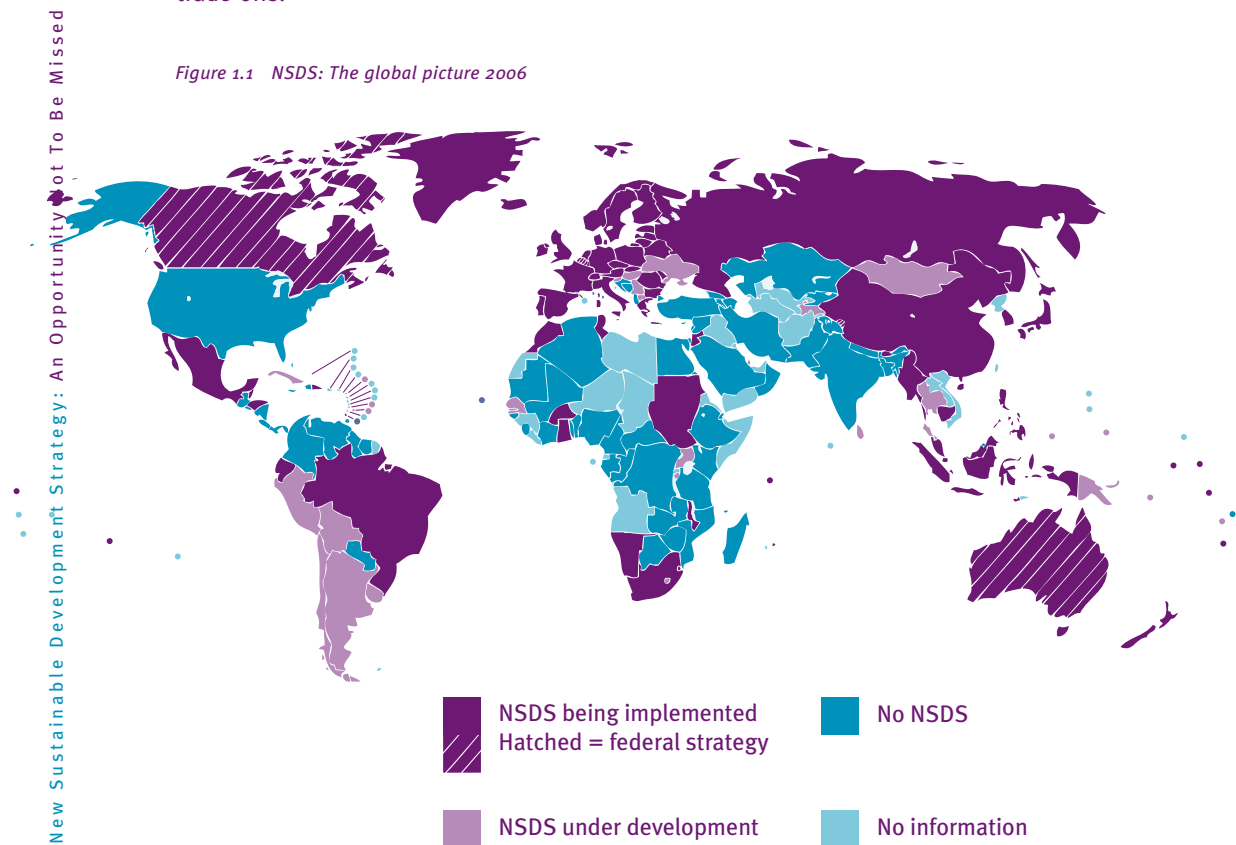 New Sustainable Development Strategy: An Opportunity Not To Be Missed
Figure 1.1 NSDS: The global picture 2006
NSDS being implemented
Hatched = federal strategy
No NSDS
NSDS under development
No information